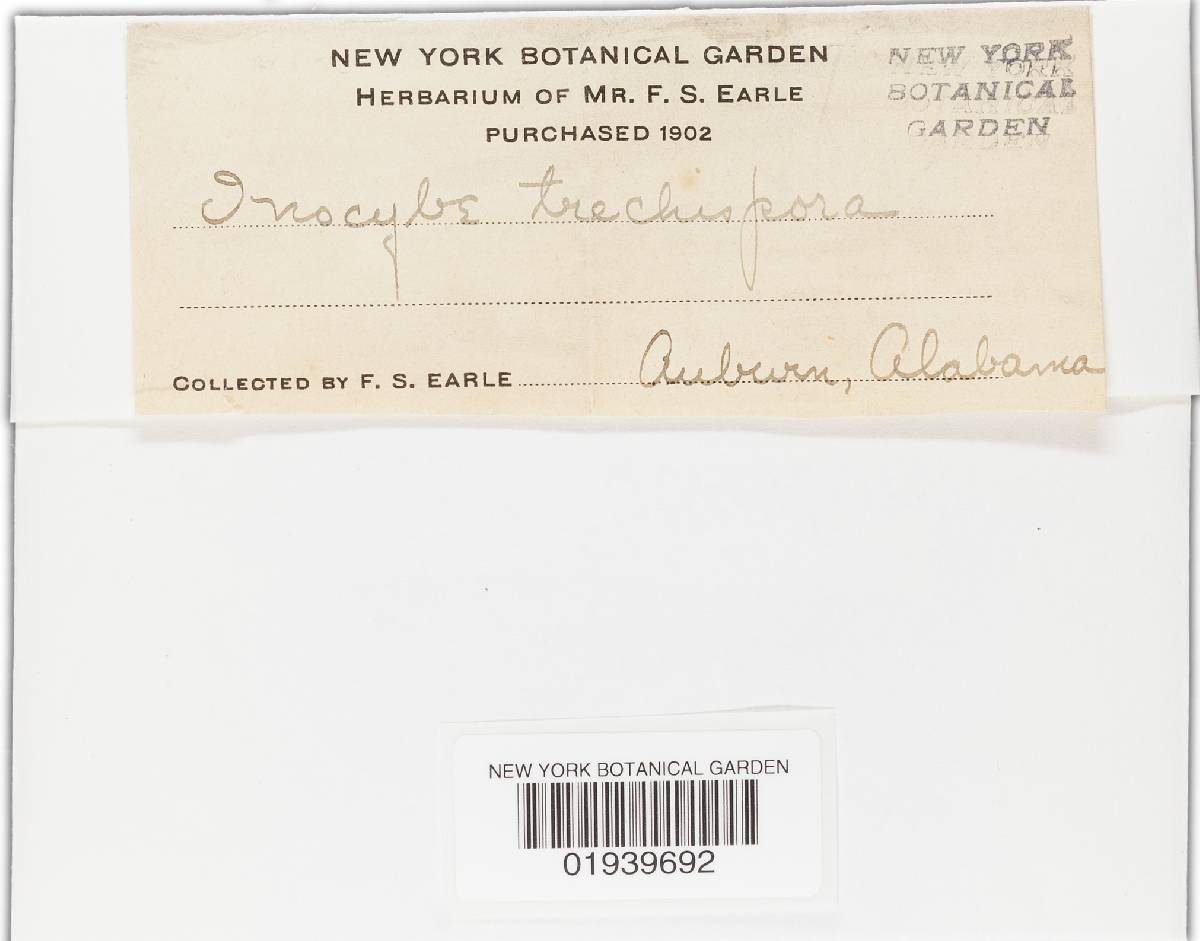 NEW YORK BOTANICAL GARDEN
HERBARIUM OF MR. F. S. EARLE
PURCHASED 1902
NEW YORK
BOTANICAL
GARDEN
Inocybe trechispora
COLLECTED BY F. S. EARLE Auburn, Alabama
NEW YORK BOTANICAL GARDEN
01939692